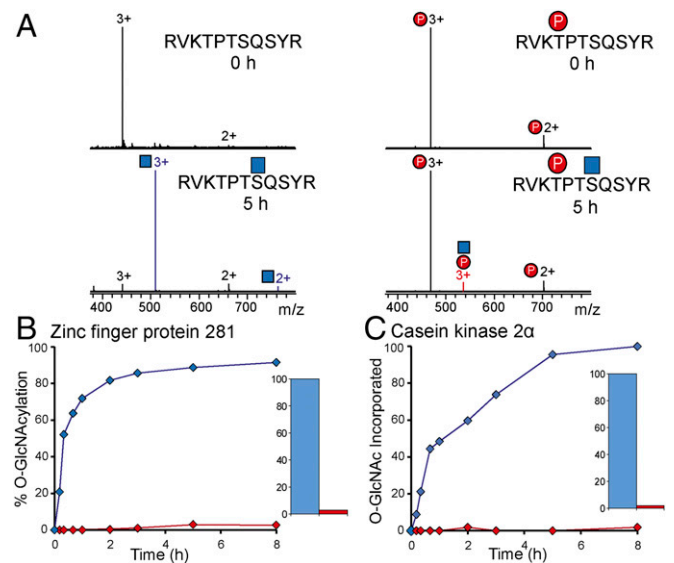 A
3+
RVKTPTSQSYR
0 h
2+
P 3+
P
RVKTPTSQSYR
0 h
P 2+
3+
RVKTPTSQSYR
5 h
3+
2+
2+
400 500 600 700 m/z
P 3+
P
RVKTPTSQSYR
5 h
P
3+
P 2+
400 500 600 700 m/z
B Zinc finger protein 281
% O-GlcNAcylation
100
80
60
40
20
0
0 2 4 6 8
Time (h)
100
80
60
40
20
0
C Casein kinase 2α
O-GlcNAc Incorporated
100
80
60
40
20
0
0 2 4 6 8
Time (h)
100
80
60
40
20
0